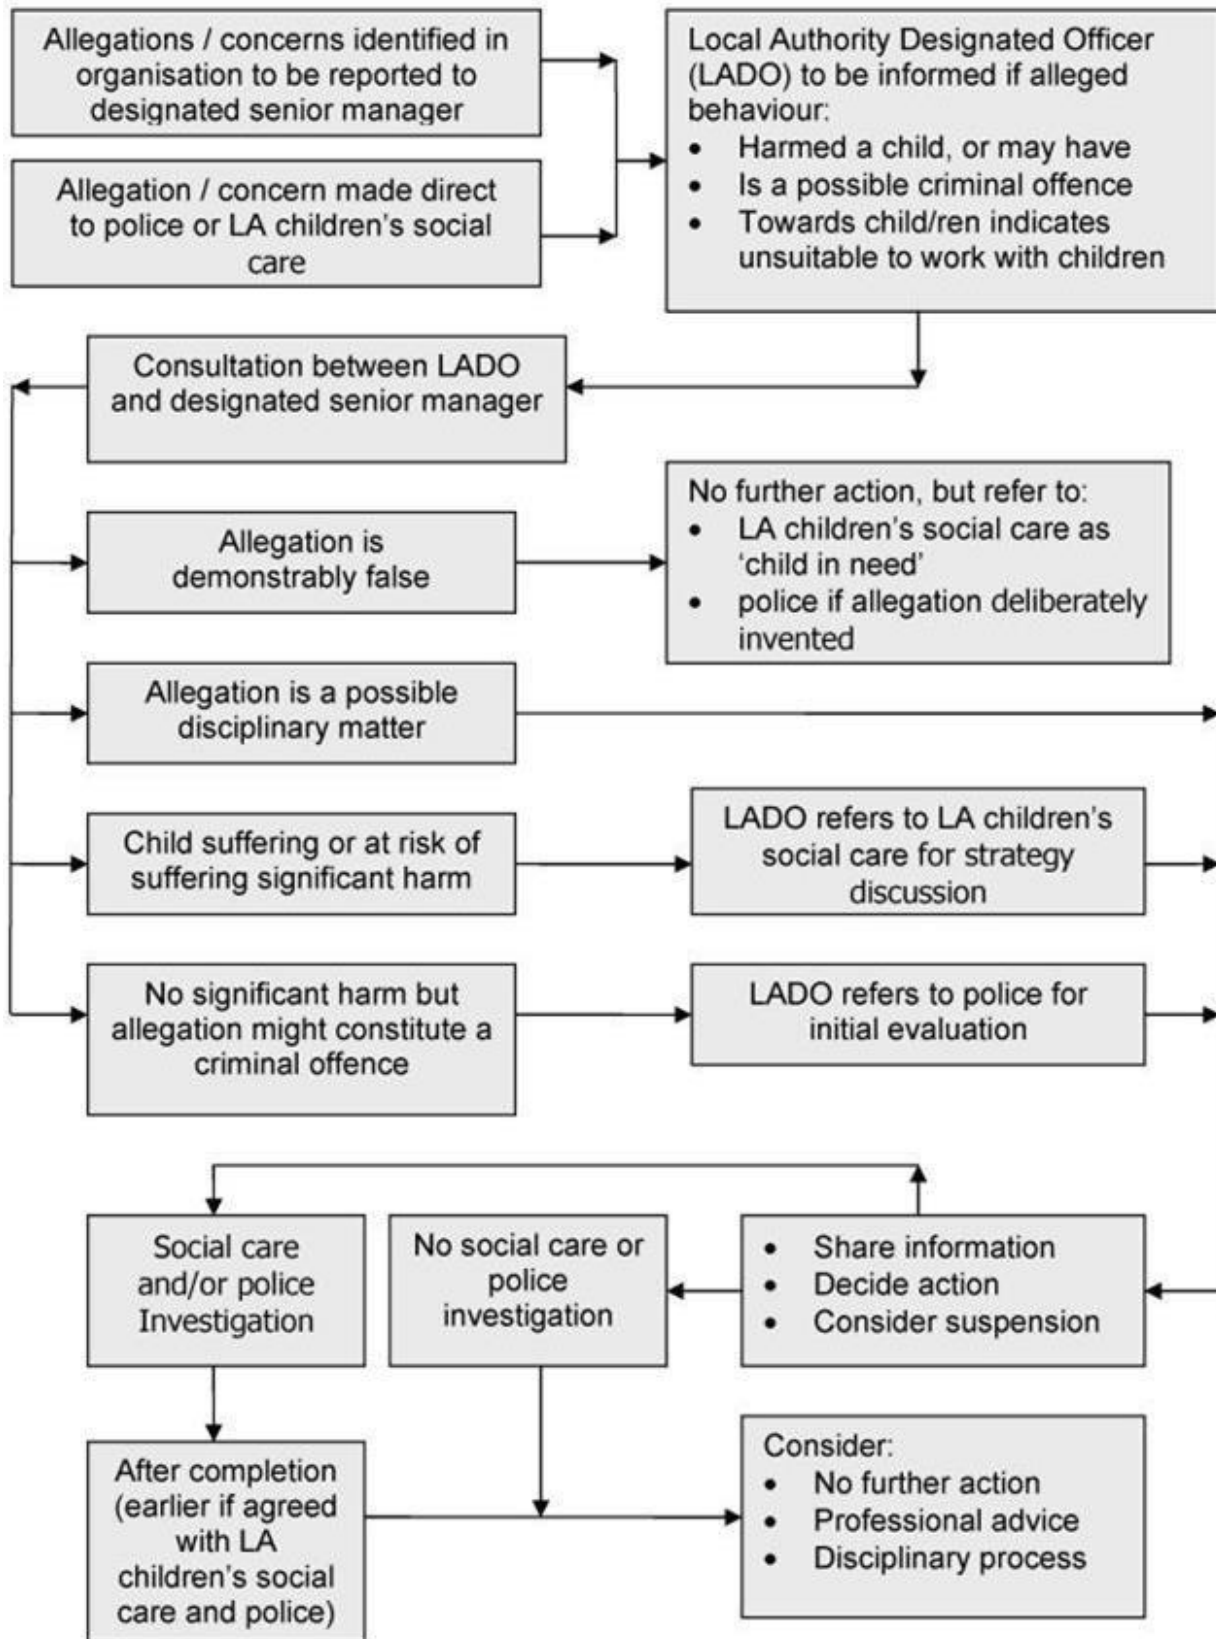 Allegations / concerns identified in
organisation to be reported to
designated senior manager
Allegation / concern made direct
to police or LA children's social
care
Local Authority Designated Officer
(LADO) to be informed if alleged
behaviour:
• Harmed a child, or may have
• Is a possible criminal offence
• Towards child/ren indicates
unsuitable to work with children
Consultation between LADO
and designated senior manager
Allegation is
demonstrably false
No further action, but refer to:
• LA children's social care as
‘child in need’
• police if allegation deliberately
invented
Allegation is a possible
disciplinary matter
Child suffering or at risk of
suffering significant harm
LADO refers to LA children's
social care for strategy
discussion
No significant harm but
allegation might constitute a
criminal offence
LADO refers to police for
initial evaluation
Social care
and/or police
Investigation
No social care or
police
investigation
• Share information
• Decide action
• Consider suspension
After completion
(earlier if agreed
with LA
children's social
care and police)
Consider:
• No further action
• Professional advice
• Disciplinary process